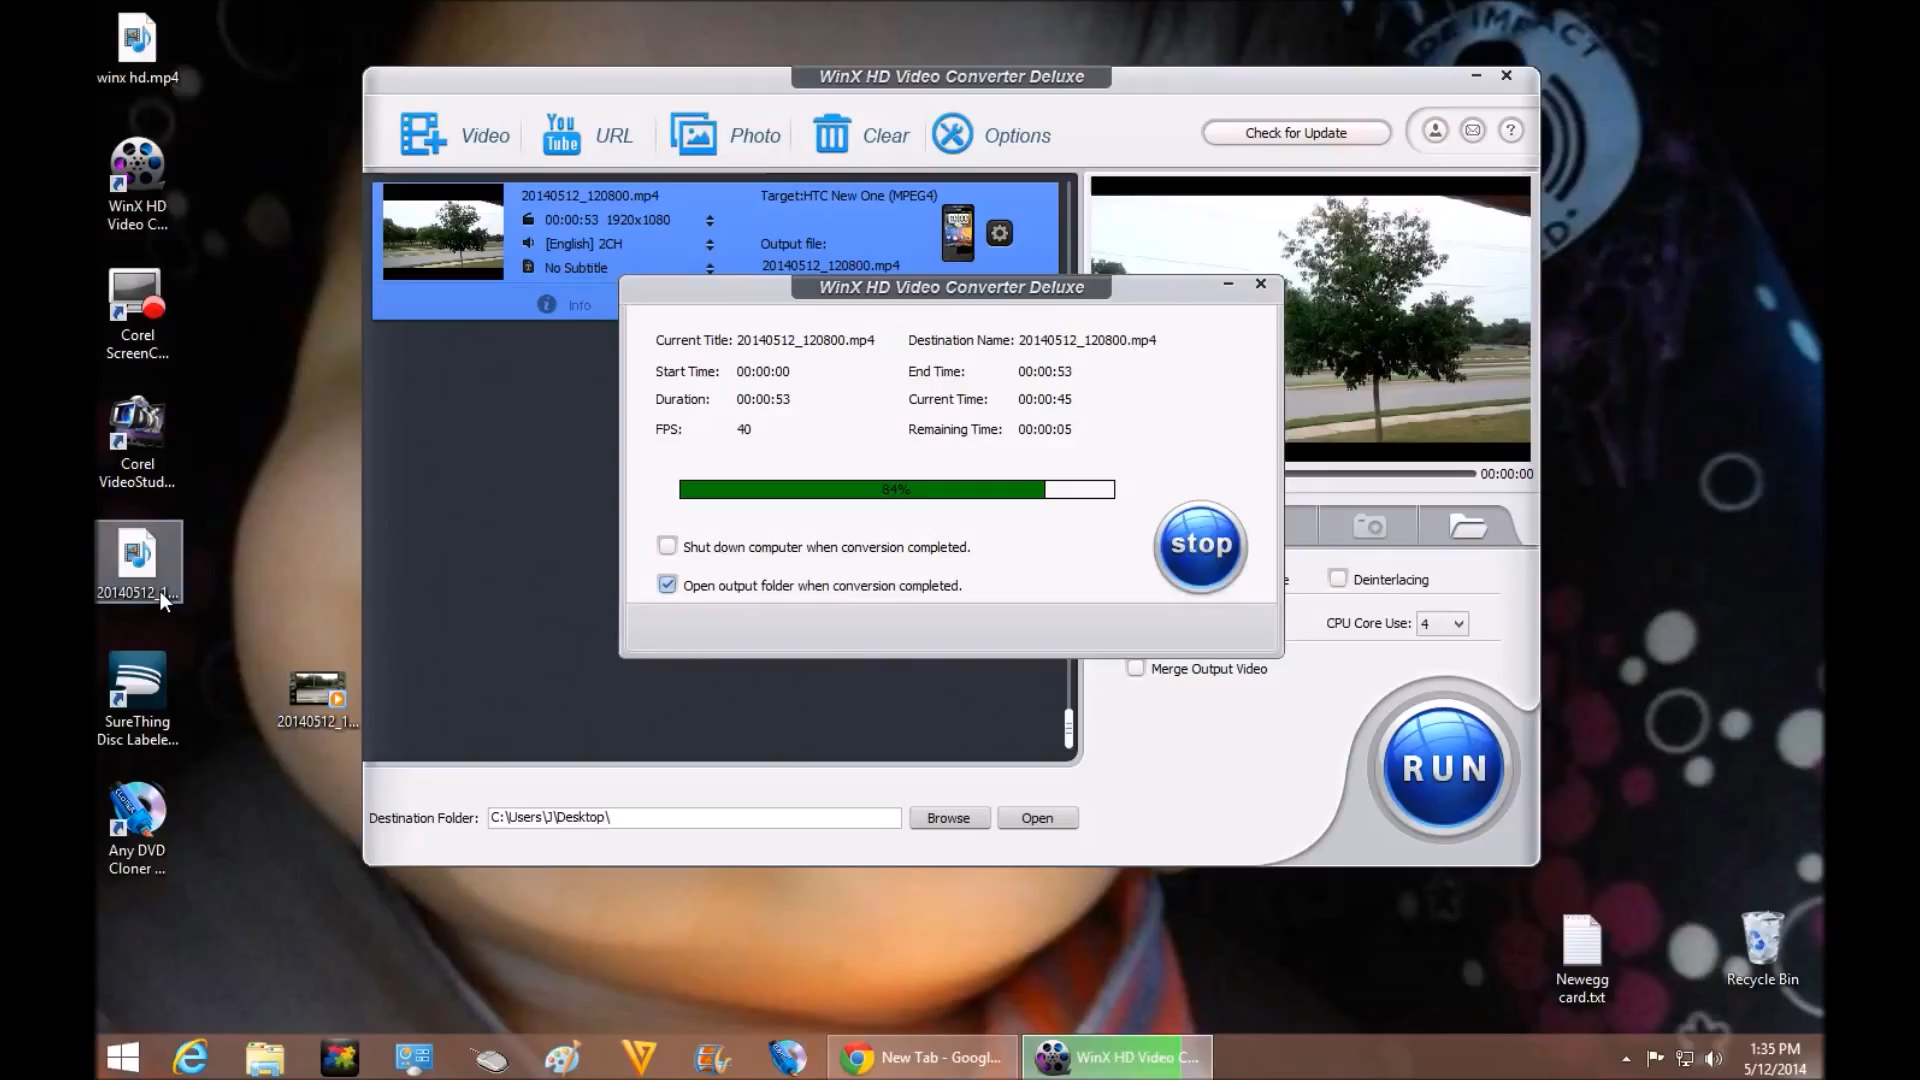 winx hd.mp4
WinX HD
Video C...
Corel
ScreenC...
Corel
VideoStud...
20140512_1...
SureThing
Disc Labele...
Any DVD
Cloner ...
20140512_1...
WinX HD Video Converter Deluxe
Video
You
Tube
URL
Photo
Clear
Options
Check for Update
?
20140512_120800.mp4
00:00:53 1920x1080
[English] 2CH
No Subtitle
Info
Target:HTC New One (MPEG4)
Output file:
20140512_120800.mp4
WinX HD Video Converter Deluxe
Current Title: 20140512_120800.mp4
Destination Name: 20140512_120800.mp4
Start Time: 00:00:00
End Time: 00:00:53
Duration: 00:00:53
Current Time: 00:00:45
FPS: 40
Remaining Time: 00:00:05
84%
Shut down computer when conversion completed.
Open output folder when conversion completed.
stop
00:00:00
Deinterlacing
CPU Core Use: 4
Merge Output Video
RUN
Destination Folder: C:\Users\J\Desktop\
Browse
Open
Newegg
card.txt
Recycle Bin
New Tab - Googl...
WinX HD Video C...
1:35 PM
5/12/2014